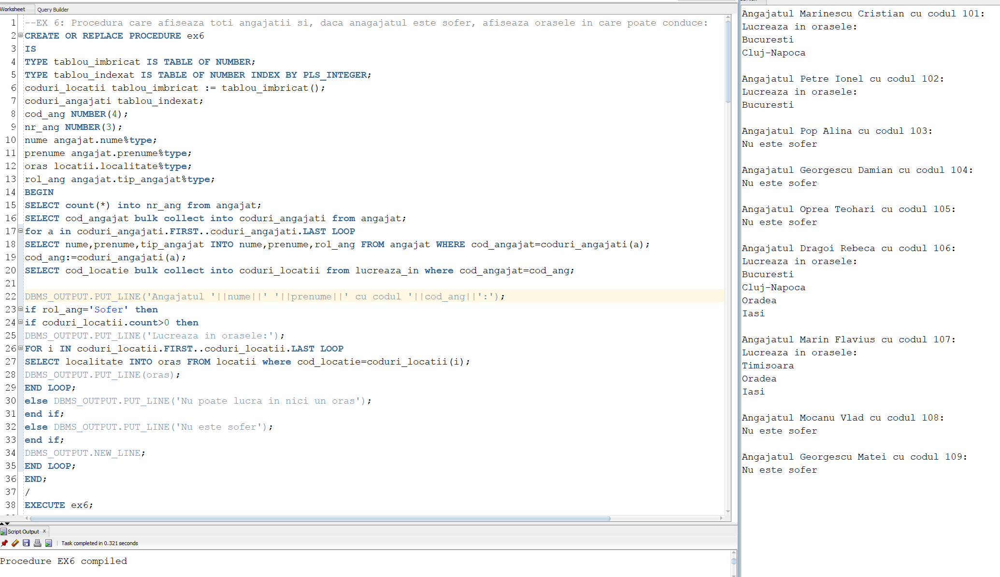 Worksheet Query Builder
1 --EX 6: Procedura care afiseaza toti angajatii si, daca anagajatul este sofer, afiseaza orasele in care poate conduce:
2 CREATE OR REPLACE PROCEDURE ex6
3 IS
4 TYPE tablou_imbricat IS TABLE OF NUMBER;
5 TYPE tablou_indexat IS TABLE OF NUMBER INDEX BY PLS_INTEGER;
6 coduri_locatii tablou_imbricat := tablou_imbricat();
7 coduri_angajati tablou_indexat;
8 cod_ang NUMBER(4);
9 nr_ang NUMBER(3);
10 nume angajat.nume%type;
11 prenume angajat.prenume%type;
12 oras locatii.localitate%type;
13 rol_ang angajat.tip_angajat%type;
14 BEGIN
15 SELECT count(*) into nr_ang from angajat;
16 SELECT cod_angajat bulk collect into coduri_angajati from angajat;
17 for a in coduri_angajati.FIRST..coduri_angajati.LAST LOOP
18 SELECT nume,prenume,tip_angajat INTO nume,prenume,rol_ang FROM angajat WHERE cod_angajat=coduri_angajati(a);
19 cod_ang:=coduri_angajati(a);
20 SELECT cod_locatie bulk collect into coduri_locatii from lucreaza_in where cod_angajat=cod_ang;
21
22 DBMS_OUTPUT.PUT_LINE('Angajatul '||nume||' '||prenume||' cu codul '||cod_ang||':');
23 if rol_ang='Sofer' then
24 if coduri_locatii.count>0 then
25 DBMS_OUTPUT.PUT_LINE('Lucreaza in orasele:');
26 FOR i IN coduri_locatii.FIRST..coduri_locatii.LAST LOOP
27 SELECT localitate INTO oras FROM locatii where cod_locatie=coduri_locatii(i);
28 DBMS_OUTPUT.PUT_LINE(oras);
29 END LOOP;
30 else DBMS_OUTPUT.PUT_LINE('Nu poate lucra in nici un oras');
31 end if;
32 else DBMS_OUTPUT.PUT_LINE('Nu este sofer');
33 end if;
34 DBMS_OUTPUT.NEW_LINE;
35 END LOOP;
36 END;
37 /
38 EXECUTE ex6;
Script Output x
Task completed in 0.321 seconds
Procedure EX6 compiled
Angajatul Marinescu Cristian cu codul 101:
Lucreaza in orasele:
Bucuresti
Cluj-Napoca
Angajatul Petre Ionel cu codul 102:
Lucreaza in orasele:
Bucuresti
Angajatul Pop Alina cu codul 103:
Nu este sofer
Angajatul Georgescu Damian cu codul 104:
Nu este sofer
Angajatul Oprea Teohari cu codul 105:
Nu este sofer
Angajatul Dragoi Rebeca cu codul 106:
Lucreaza in orasele:
Bucuresti
Cluj-Napoca
Oradea
Iasi
Angajatul Marin Flavius cu codul 107:
Lucreaza in orasele:
Timisoara
Oradea
Iasi
Angajatul Mocanu Vlad cu codul 108:
Nu este sofer
Angajatul Georgescu Matei cu codul 109:
Nu este sofer